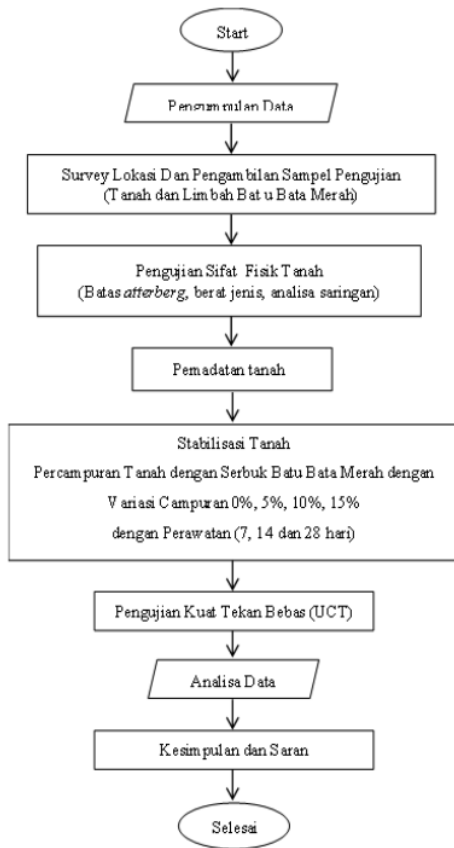 Start
Pengumpulan Data
Survey Lokasi Dan Pengambilan Sampel Pengujian
(Tanah dan Limbah Batu Bata Merah)
Pengujian Sifat Fisik Tanah
(Batas atterberg, berat jenis, analisa saringan)
Pemadatan tanah
Stabilisasi Tanah
Percampuran Tanah dengan Serbuk Batu Bata Merah dengan
Variasi Campuran 0%, 5%, 10%, 15%
dengan Perawatan (7, 14 dan 28 hari)
Pengujian Kuat Tekan Bebas (UCT)
Analisa Data
Kesimpulan dan Saran
Selesai